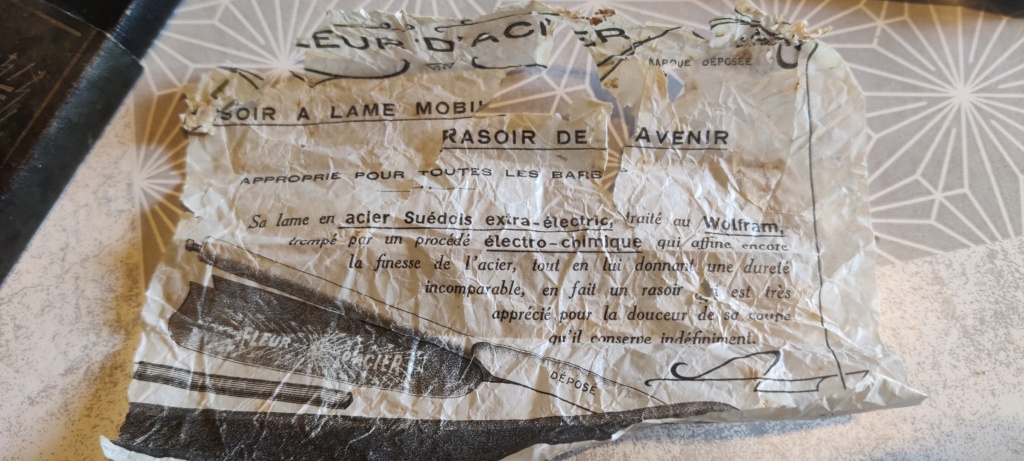 LEUR D'ACIER
MARQUE DÉPOSÉE
SOIR A LAME MOBIL
RASOIR DE AVENIR
APPROPRIÉ POUR TOUTES LES BARB
Sa lame en acier Suédois extra-électric, traité au Wolfram,
trempé par un procédé électro-chimique qui affine encore
la finesse de l'acier, tout en lui donnant une dureté
incomparable, en fait un rasoir qui est très
apprécié pour la douceur de sa coupe
qu'il conserve indéfiniment.
FLEUR D'ACIER
DÉPOSÉ